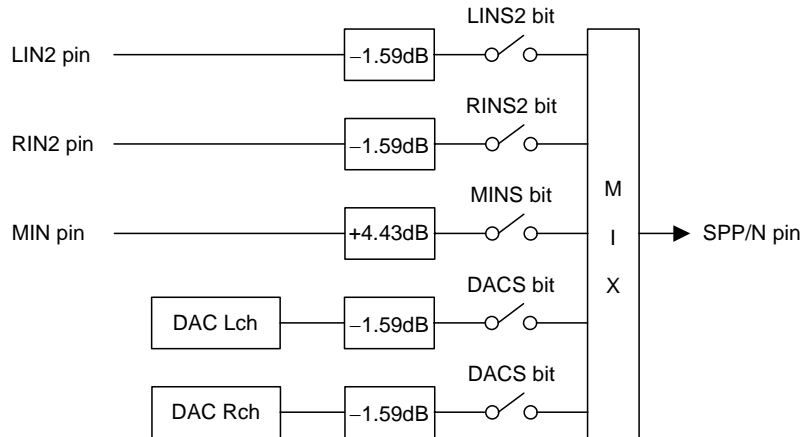 LINS2 bit
LIN2 pin
−1.59dB
RINS2 bit
RIN2 pin
−1.59dB
MINS bit
MIN pin
+4.43dB
M
I
X
SPP/N pin
DACS bit
DAC Lch
−1.59dB
DACS bit
DAC Rch
−1.59dB